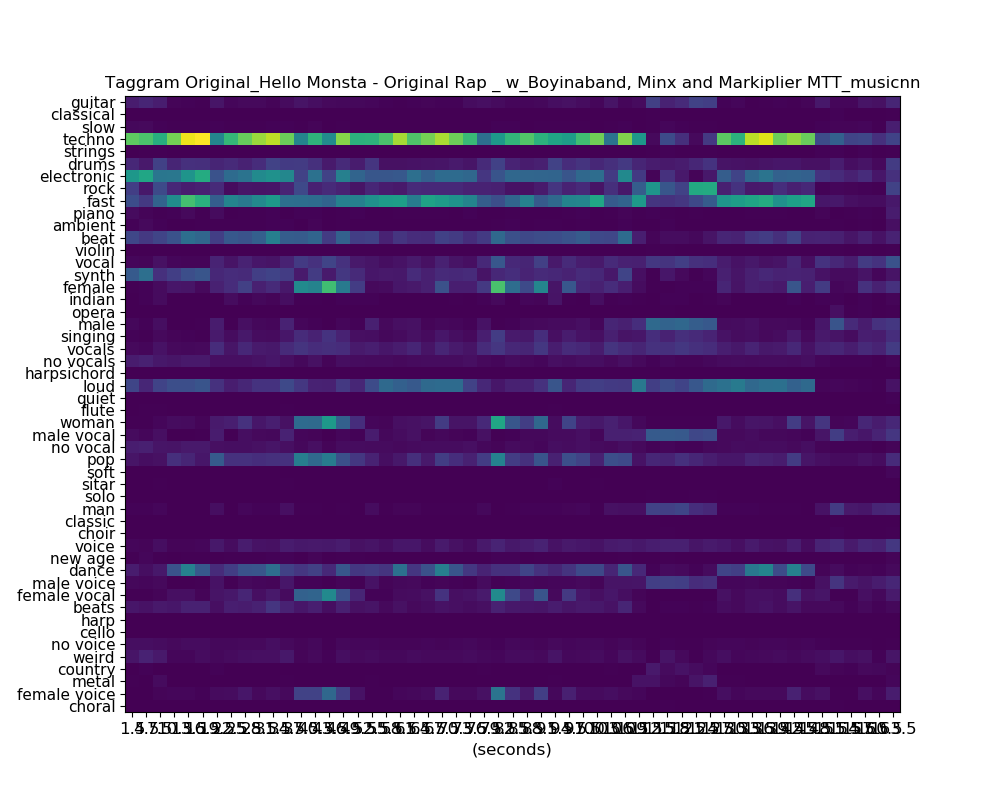 Taggram Original_Hello Monsta - Original Rap _ w_Boyinaband, Minx and Markiplier MTT_musicnn
guitar
classical
slow
techno
strings
drums
electronic
rock
fast
piano
ambient
beat
violin
vocal
synth
female
indian
opera
male
singing
vocals
no vocals
harpsichord
loud
quiet
flute
woman
male vocal
no vocal
pop
soft
sitar
solo
man
classic
choir
voice
new age
dance
male voice
female vocal
beats
harp
cello
no voice
weird
country
metal
female voice
choral
(seconds)